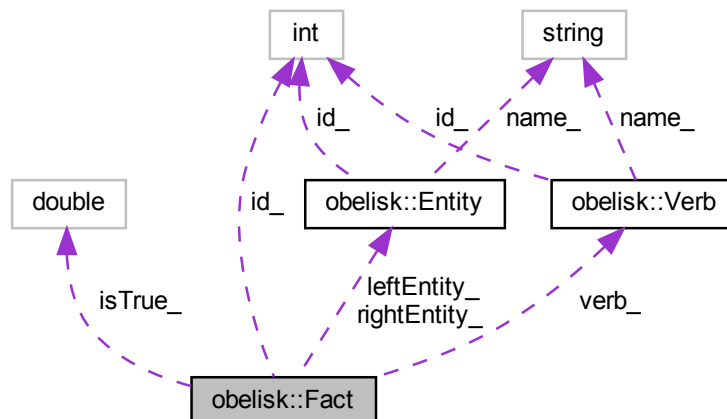 int
string
id_
id_
name_
name_
double
id_
obelisk::Entity
obelisk::Verb
isTrue_
leftEntity_
rightEntity_
verb_
obelisk::Fact